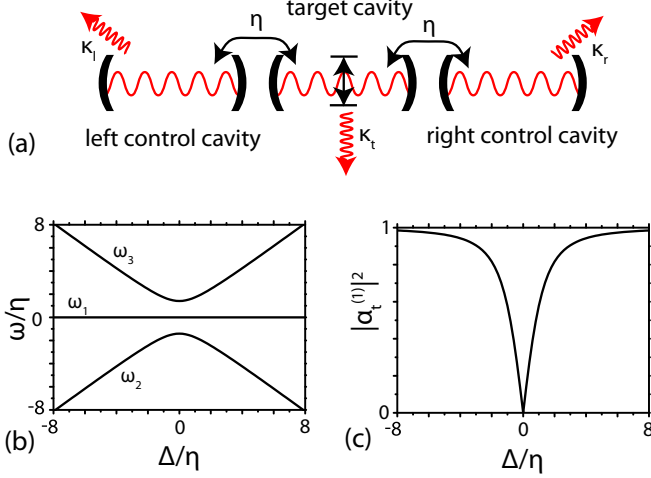 target cavity
η η
κl κr
κt
left control cavity right control cavity
(a)
8
ω3
ω1
ω/η 0
ω2
-8
-8 0 8
(b) Δ/η
1
|αt(1)|2
0
-8 0 8
(c) Δ/η